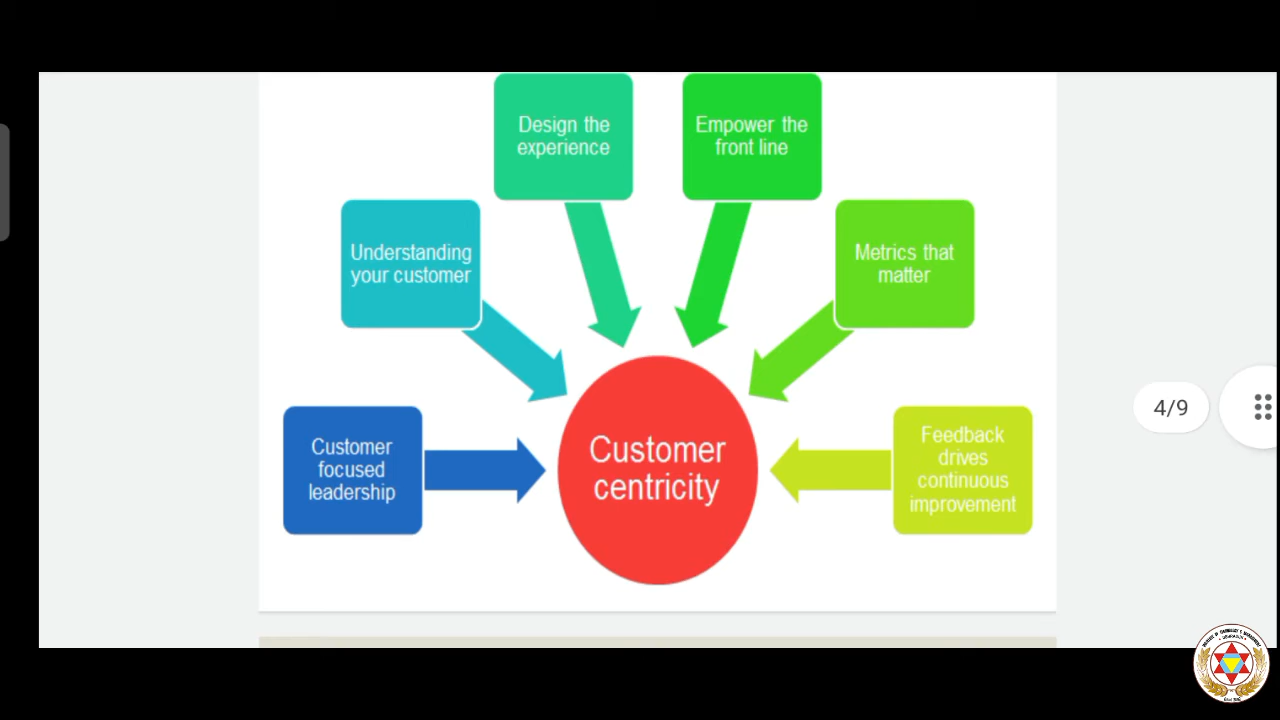 Design the
experience
Empower the
front line
Understanding
your customer
Metrics that
matter
Customer
focused
leadership
Customer
centricity
Feedback
drives
continuous
improvement
4/9